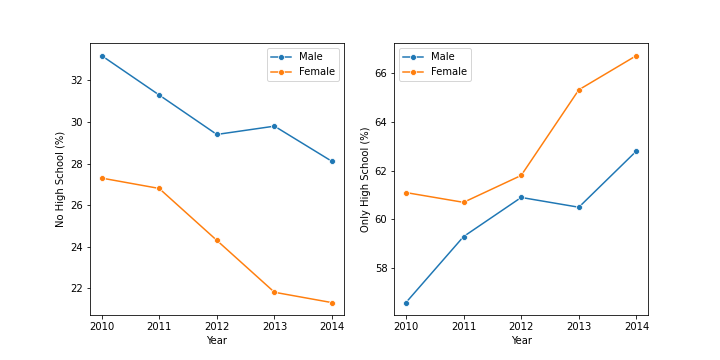 No High School (%)
32
30
28
26
24
22
2010 2011 2012 2013 2014
Year
Male
Female
Only High School (%)
66
64
62
60
58
2010 2011 2012 2013 2014
Year
Male
Female